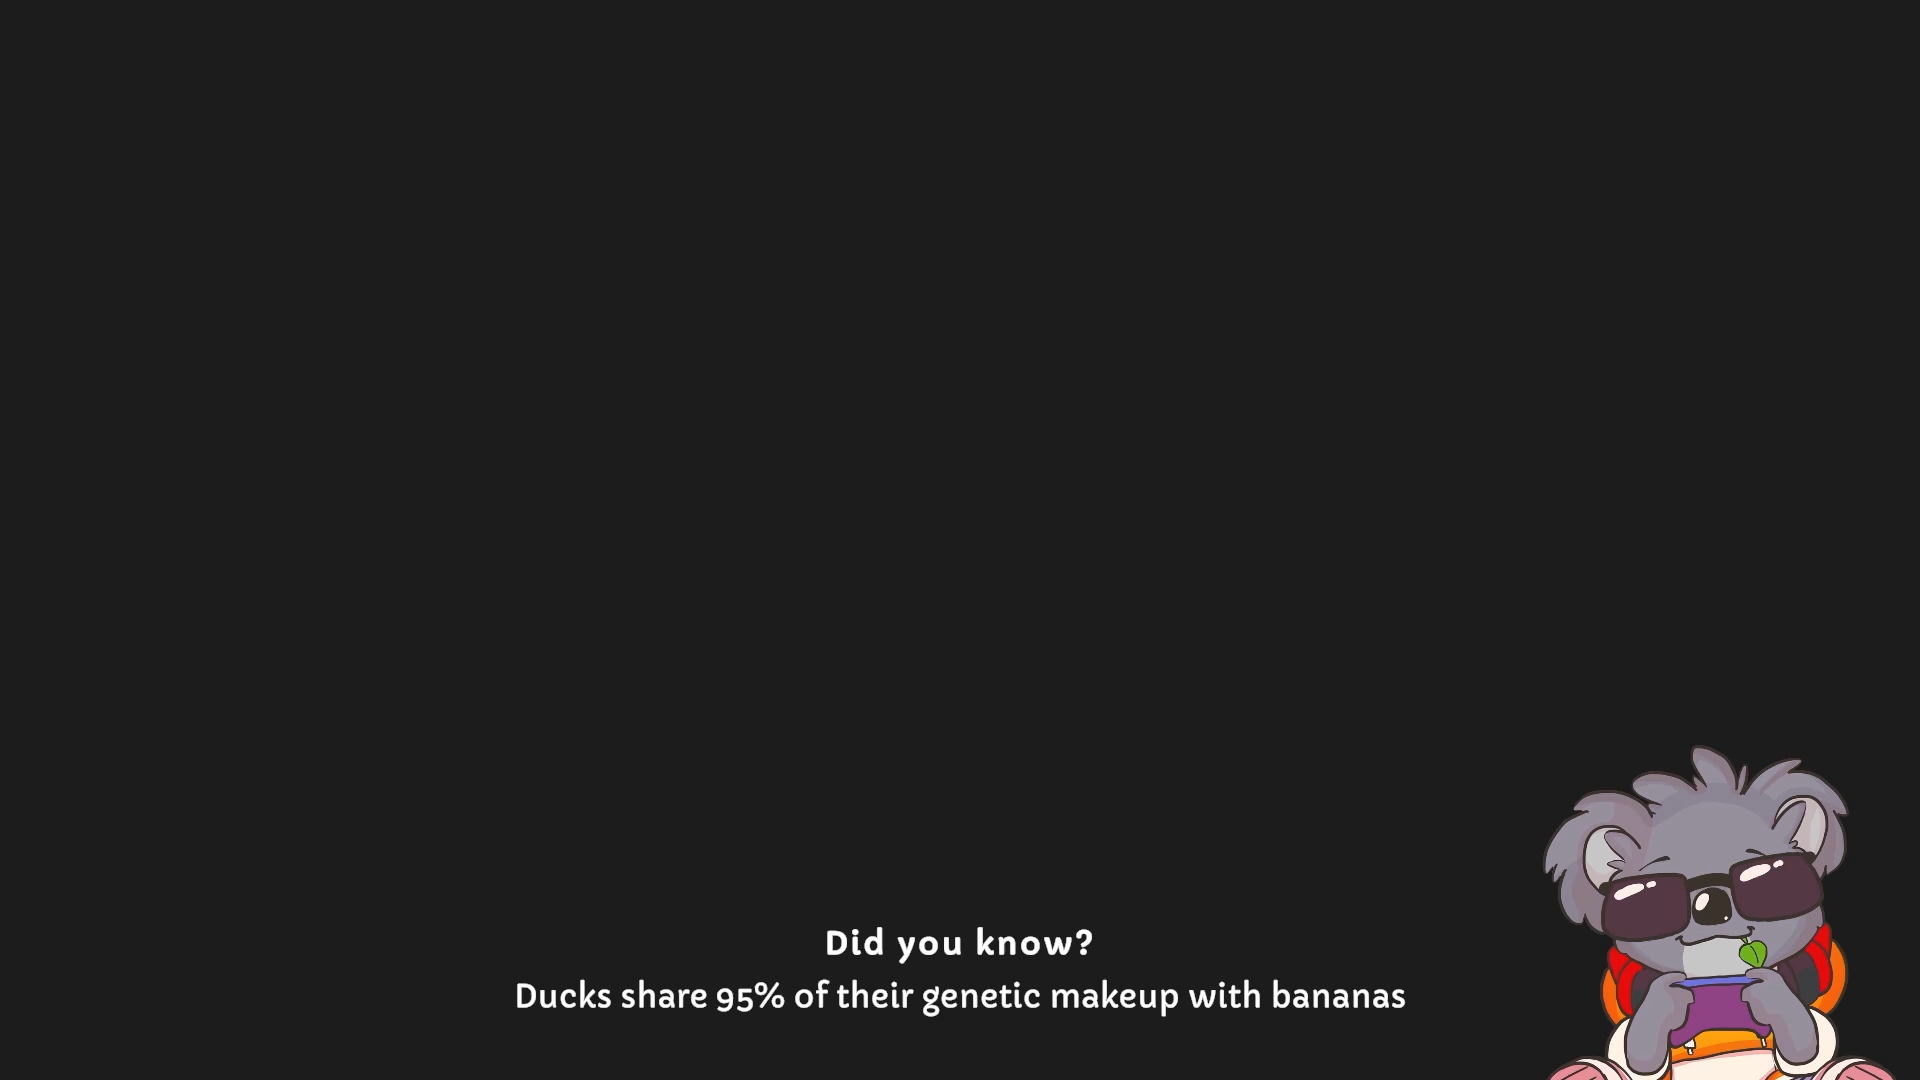 Did you know?
Ducks share 95% of their genetic makeup with bananas